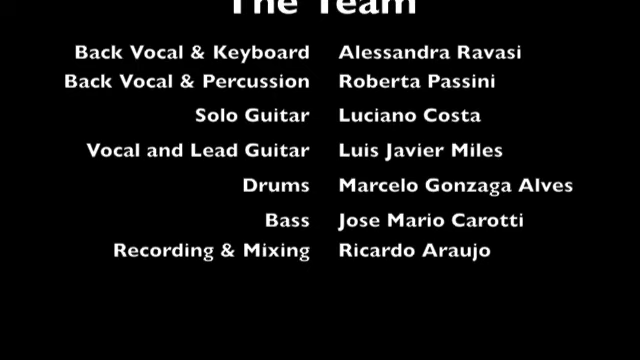 The Team
Back Vocal & Keyboard Alessandra Ravasi
Back Vocal & Percussion Roberta Passini
Solo Guitar Luciano Costa
Vocal and Lead Guitar Luis Javier Miles
Drums Marcelo Gonzaga Alves
Bass Jose Mario Carotti
Recording & Mixing Ricardo Araujo